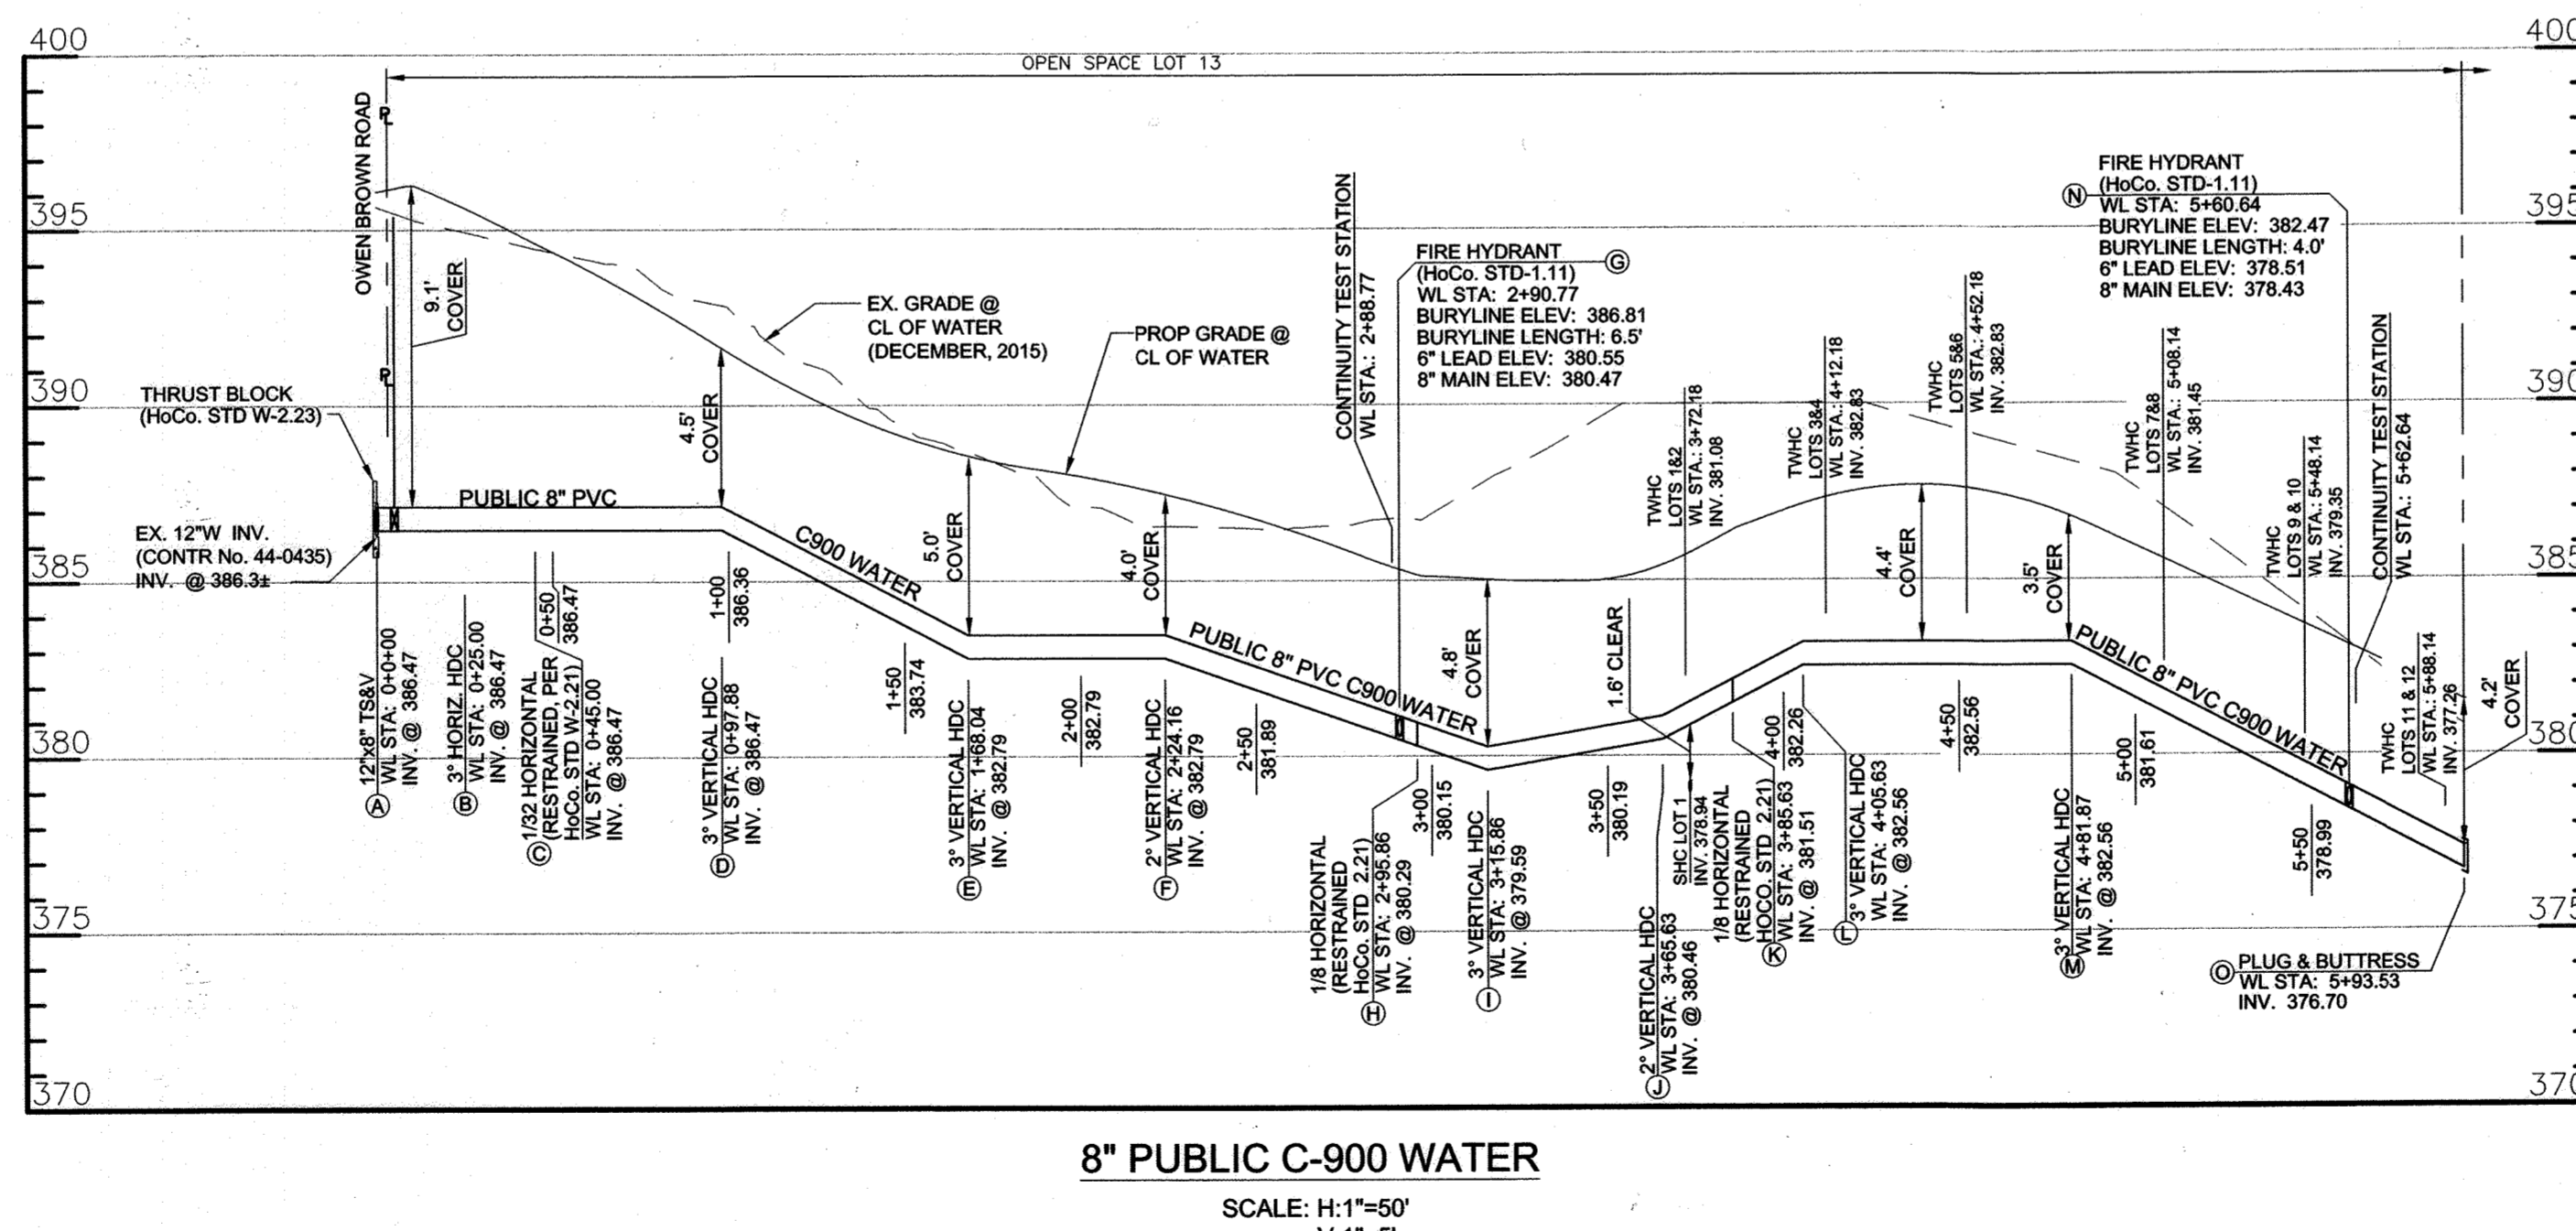 400
400
OPEN SPACE LOT 13
OWEN BROWN ROAD
PL
PL
395
395
390
390
385
385
380
380
375
375
370
370
9.1'
COVER
THRUST BLOCK
(HoCo. STD W-2.23)
EX. 12"W INV.
(CONTR No. 44-0435)
INV. @ 386.3±
PUBLIC 8" PVC
C900 WATER
EX. GRADE @
CL OF WATER
(DECEMBER, 2015)
PROP GRADE @
CL OF WATER
4.5'
COVER
5.0'
COVER
4.0'
COVER
CONTINUITY TEST STATION
WL STA.: 2+88.77
FIRE HYDRANT
(HoCo. STD-1.11)
WL STA: 2+90.77
BURYLINE ELEV: 386.81
BURYLINE LENGTH: 6.5'
6" LEAD ELEV: 380.55
8" MAIN ELEV: 380.47
G
PUBLIC 8" PVC C900 WATER
4.8'
COVER
1.6' CLEAR
TWHC
LOTS 1&2
WL STA.: 3+72.18
INV. 381.08
TWHC
LOTS 3&4
WL STA.: 4+12.18
INV. 382.83
TWHC
LOTS 5&6
WL STA.: 4+52.18
INV. 382.83
TWHC
LOTS 7&8
WL STA.: 5+08.14
INV. 381.45
TWHC
LOTS 9 & 10
WL STA.: 5+48.14
INV. 379.35
TWHC
LOTS 11 & 12
WL STA.: 5+88.14
INV. 377.26
4.4'
COVER
3.5'
COVER
4.2'
COVER
FIRE HYDRANT
(HoCo. STD-1.11)
N
WL STA: 5+60.64
BURYLINE ELEV: 382.47
BURYLINE LENGTH: 4.0'
6" LEAD ELEV: 378.51
8" MAIN ELEV: 378.43
CONTINUITY TEST STATION
WL STA.: 5+62.64
PUBLIC 8" PVC C900 WATER
12"x8" TS&V
WL STA: 0+0+00
INV. @ 386.47
A
3° HORIZ. HDC
WL STA: 0+25.00
INV. @ 386.47
B
0+50
386.47
1/32 HORIZONTAL
(RESTRAINED, PER
HoCo. STD W-2.21)
WL STA: 0+45.00
INV. @ 386.47
C
1+00
386.36
3° VERTICAL HDC
WL STA: 0+97.88
INV. @ 386.47
D
1+50
383.74
3° VERTICAL HDC
WL STA: 1+68.04
INV. @ 382.79
E
2+00
382.79
2° VERTICAL HDC
WL STA: 2+24.16
INV. @ 382.79
F
2+50
381.89
1/8 HORIZONTAL
(RESTRAINED
HoCo. STD 2.21)
WL STA: 2+95.86
INV. @ 380.29
H
3+00
380.15
3° VERTICAL HDC
WL STA: 3+15.86
INV. @ 379.59
I
3+50
380.19
2° VERTICAL HDC
WL STA: 3+65.63
INV. @ 380.46
J
SHC LOT 1
INV. 378.94
1/8 HORIZONTAL
(RESTRAINED
HOCO. STD 2.21)
WL STA: 3+85.63
INV. @ 381.51
K
4+00
382.26
3° VERTICAL HDC
WL STA: 4+05.63
INV. @ 382.56
L
4+50
382.56
3° VERTICAL HDC
WL STA: 4+81.87
INV. @ 382.56
M
5+00
381.61
5+50
378.99
O PLUG & BUTTRESS
WL STA: 5+93.53
INV. 376.70
8" PUBLIC C-900 WATER
SCALE: H:1"=50'
V:1"=5'